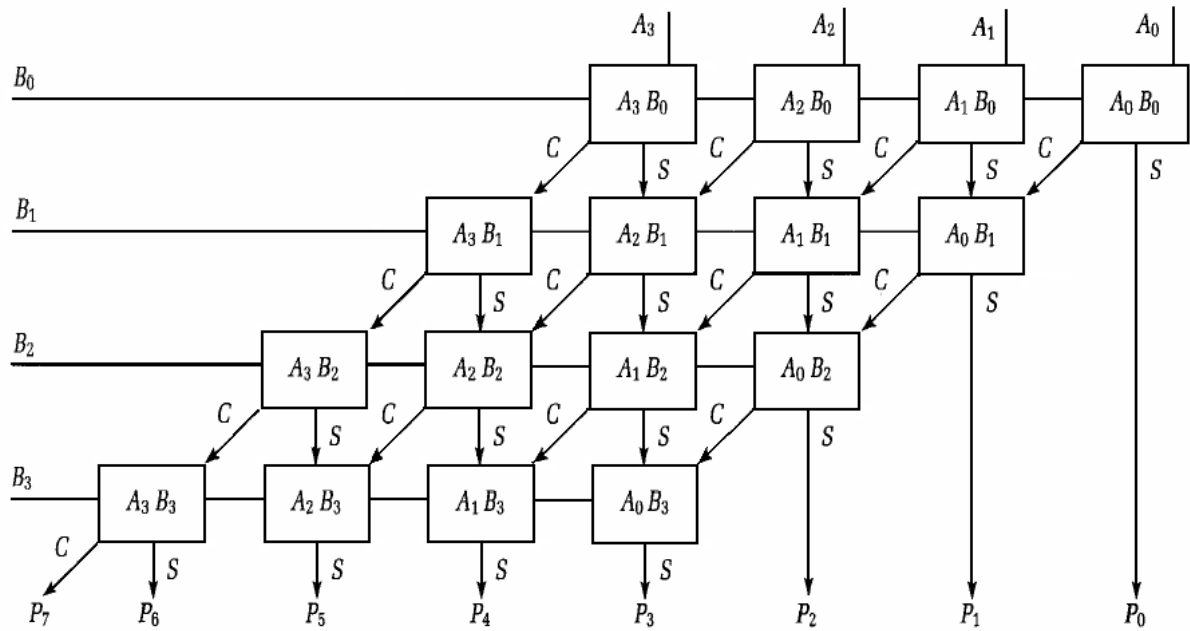 A₃ A₂ A₁ A₀
B₀
A₃ B₀ A₂ B₀ A₁ B₀ A₀ B₀
C C C C
S S S S
B₁
A₃ B₁ A₂ B₁ A₁ B₁ A₀ B₁
C C C C
S S S S
B₂
A₃ B₂ A₂ B₂ A₁ B₂ A₀ B₂
C C C C
S S S S
B₃
A₃ B₃ A₂ B₃ A₁ B₃ A₀ B₃
C
S S S S
P₇ P₆ P₅ P₄ P₃ P₂ P₁ P₀